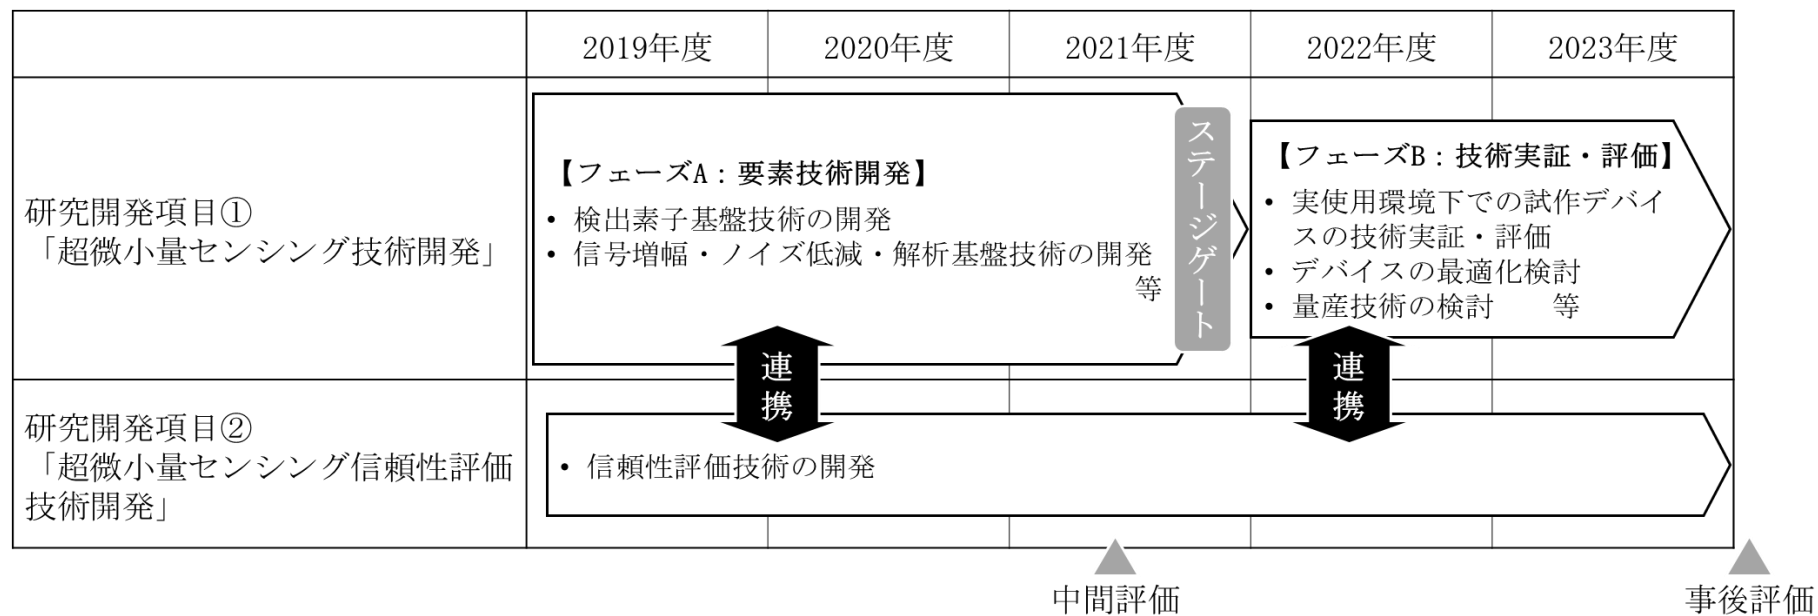 2019年度 2020年度 2021年度 2022年度 2023年度
研究開発項目①
「超微小量センシング技術開発」
【フェーズA：要素技術開発】
• 検出素子基盤技術の開発
• 信号増幅・ノイズ低減・解析基盤技術の開発
等
ステージゲート
【フェーズB：技術実証・評価】
• 実使用環境下での試作デバイ
スの技術実証・評価
• デバイスの最適化検討
• 量産技術の検討 等
連携
連携
研究開発項目②
「超微小量センシング信頼性評価
技術開発」
• 信頼性評価技術の開発
中間評価
事後評価